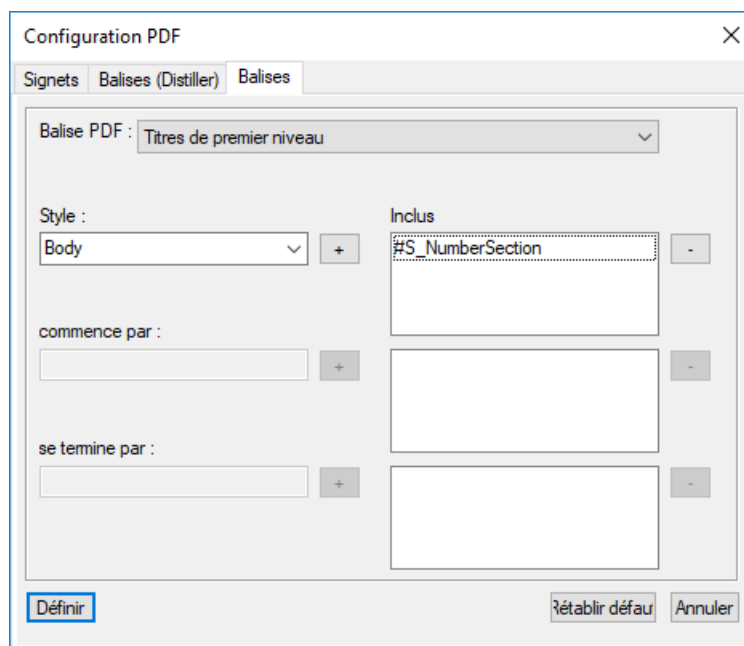 Configuration PDF
Signets Balises (Distiller) Balises
Balise PDF : Titres de premier niveau
Style : Inclus
Body + #S_NumberSection -
commence par :
+ -
se termine par :
+ -
Définir Rétablir défaut Annuler